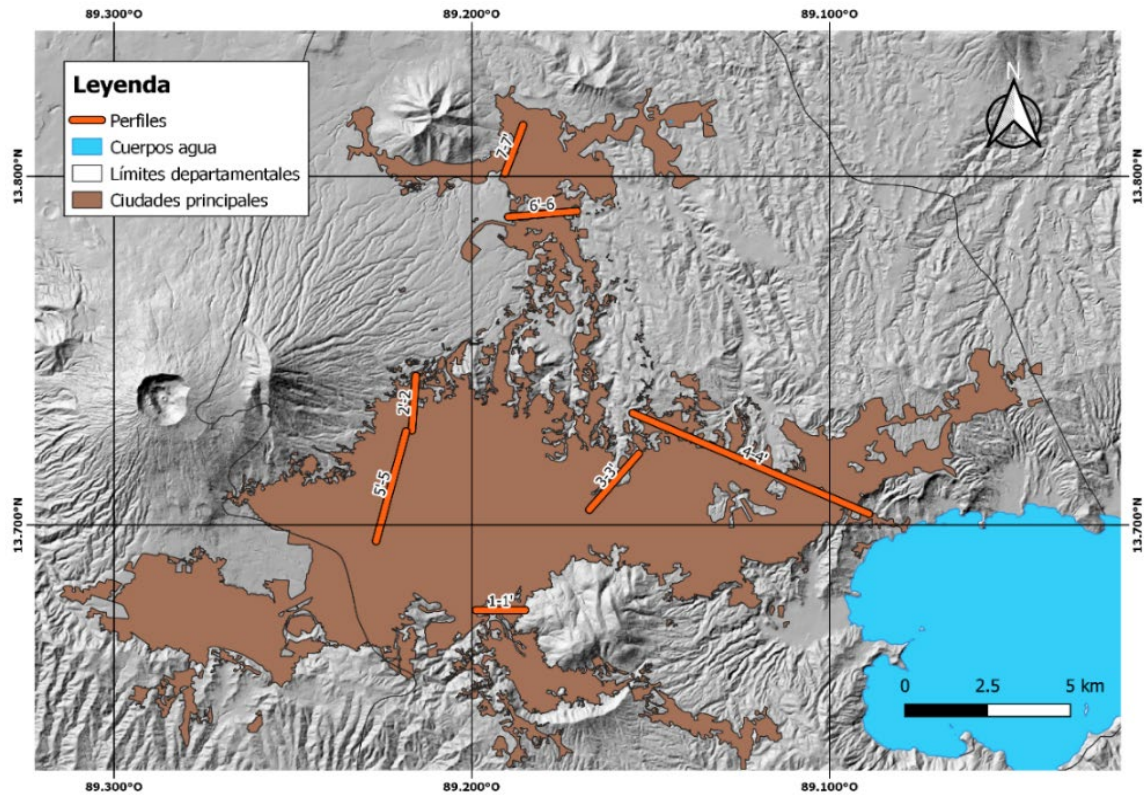 89.300°O
89.200°O
89.100°O
N
Leyenda
Perfiles
Cuerpos agua
Límites departamentales
Ciudades principales
7-7'
13.800°N
13.800°N
6'-6
2'-2
4-4'
3-3'
5'-5
13.700°N
13.700°N
1-1'
0 2.5 5 km
89.300°O
89.200°O
89.100°O